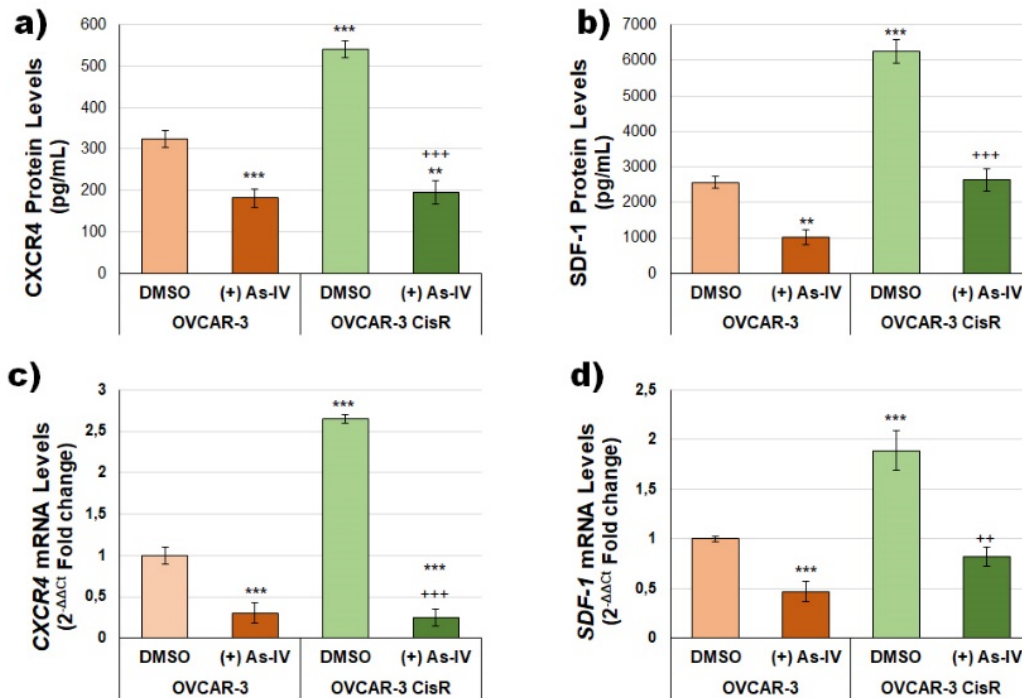 a)
CXCR4 Protein Levels
(pg/mL)
600
500
400
300
200
100
0
***
***
+++
**
DMSO (+) As-IV DMSO (+) As-IV
OVCAR-3 OVCAR-3 CisR
b)
SDF-1 Protein Levels
(pg/mL)
7000
6000
5000
4000
3000
2000
1000
0
**
***
+++
DMSO (+) As-IV DMSO (+) As-IV
OVCAR-3 OVCAR-3 CisR
c)
CXCR4 mRNA Levels
(2-ΔΔCt Fold change)
3
2,5
2
1,5
1
0,5
0
***
***
***
+++
DMSO (+) As-IV DMSO (+) As-IV
OVCAR-3 OVCAR-3 CisR
d)
SDF-1 mRNA Levels
(2-ΔΔCt Fold change)
2,5
2
1,5
1
0,5
0
***
***
++
DMSO (+) As-IV DMSO (+) As-IV
OVCAR-3 OVCAR-3 CisR